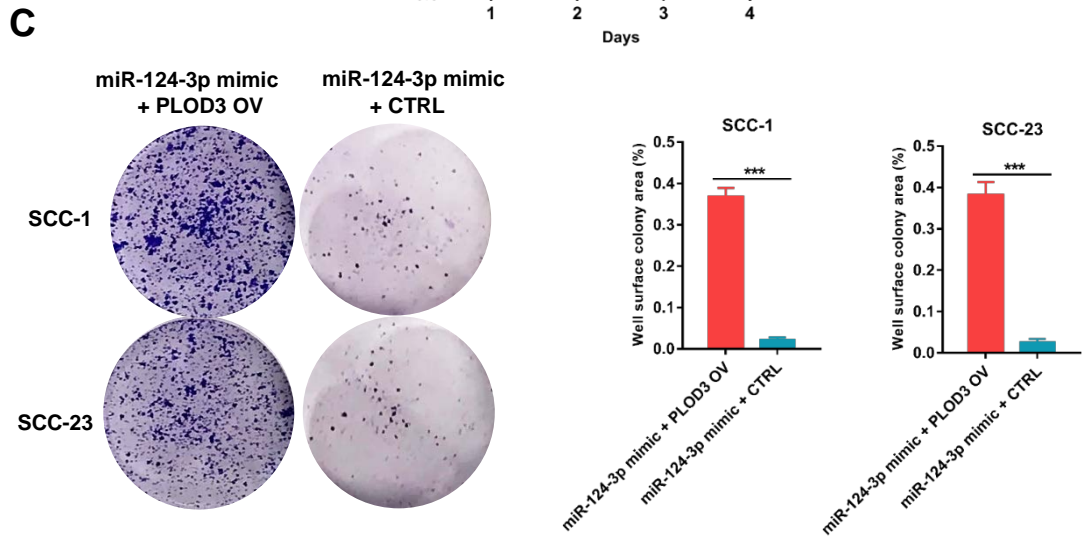 1 2 3 4
Days
C
miR-124-3p mimic
+ PLOD3 OV
miR-124-3p mimic
+ CTRL
SCC-1
SCC-23
SCC-1
Well surface colony area (%)
0.5
0.4
0.3
0.2
0.1
0.0
***
miR-124-3p mimic + PLOD3 OV
miR-124-3p mimic + CTRL
SCC-23
Well surface colony area (%)
0.5
0.4
0.3
0.2
0.1
0.0
***
miR-124-3p mimic + PLOD3 OV
miR-124-3p mimic + CTRL